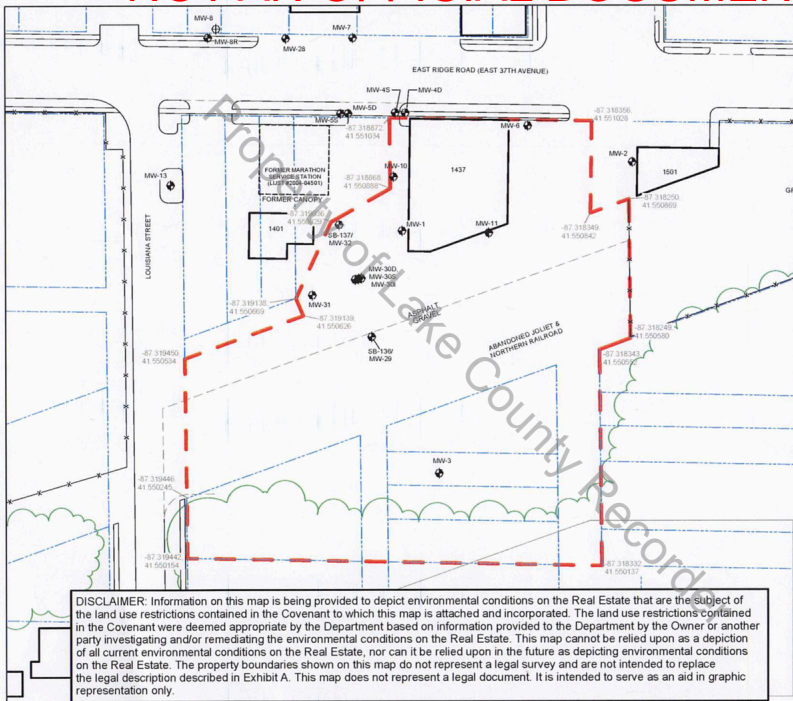 NOT AN OFFICIAL DOCUMENT
MW-8
MW-8R
MW-28
MW-7
EAST RIDGE ROAD (EAST 37TH AVENUE)
MW-4S
MW-4D
MW-5D
MW-5S
-87.318872,
41.551034
MW-6
-87.318356,
41.551028
MW-2
1501
MW-13
FORMER MARATHON
SERVICE STATION
(LUST #2004-04501)
FORMER CANOPY
-87.318868,
41.550888
MW-10
1437
1401
SB-137/
MW-32
MW-1
MW-11
-87.318349,
41.550842
-87.318250,
41.550869
LOUISIANA STREET
MW-30D
MW-30S
MW-30I
MW-31
-87.319138,
41.550669
-87.319139,
41.550626
ASPHALT
GRAVEL
ABANDONED JOLIET &
NORTHERN RAILROAD
SB-136/
MW-29
-87.318249,
41.550580
-87.318343,
-87.319450,
41.550534
MW-3
-87.319446,
41.550245
-87.319442,
41.550154
-87.318332,
41.550137
Property of Lake County Recorder
DISCLAIMER: Information on this map is being provided to depict environmental conditions on the Real Estate that are the subject of
the land use restrictions contained in the Covenant to which this map is attached and incorporated. The land use restrictions contained
in the Covenant were deemed appropriate by the Department based on information provided to the Department by the Owner or another
party investigating and/or remediating the environmental conditions on the Real Estate. This map cannot be relied upon as a depiction
of all current environmental conditions on the Real Estate, nor can it be relied upon in the future as depicting environmental conditions
on the Real Estate. The property boundaries shown on this map do not represent a legal survey and are not intended to replace
the legal description described in Exhibit A. This map does not represent a legal document. It is intended to serve as an aid in graphic
representation only.